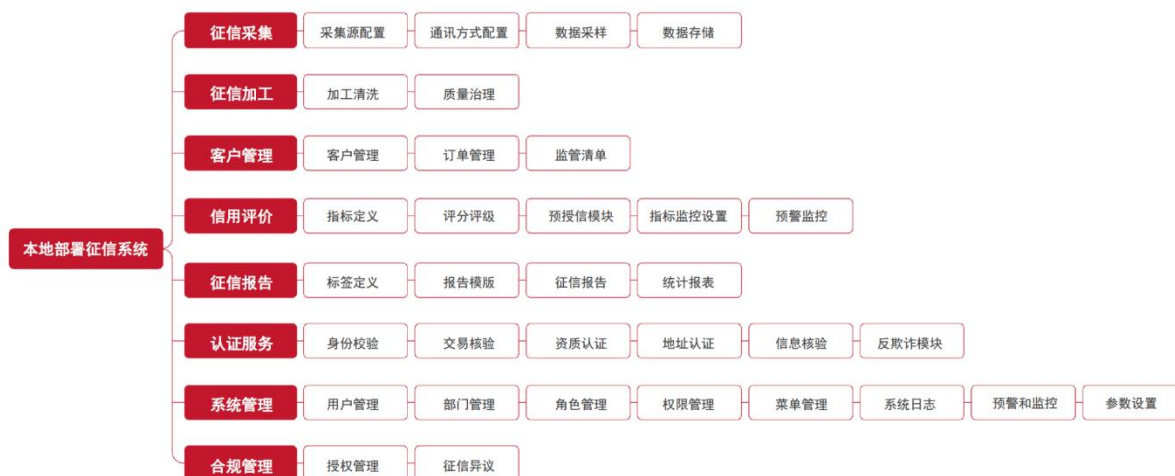 征信采集 采集源配置 通讯方式配置 数据采样 数据存储
征信加工 加工清洗 质量治理
客户管理 客户管理 订单管理 监管清单
信用评价 指标定义 评分评级 预授信模块 指标监控设置 预警监控
本地部署征信系统
征信报告 标签定义 报告模版 征信报告 统计报表
认证服务 身份校验 交易核验 资质认证 地址认证 信息核验 反欺诈模块
系统管理 用户管理 部门管理 角色管理 权限管理 菜单管理 系统日志 预警和监控 参数设置
合规管理 授权管理 征信异议